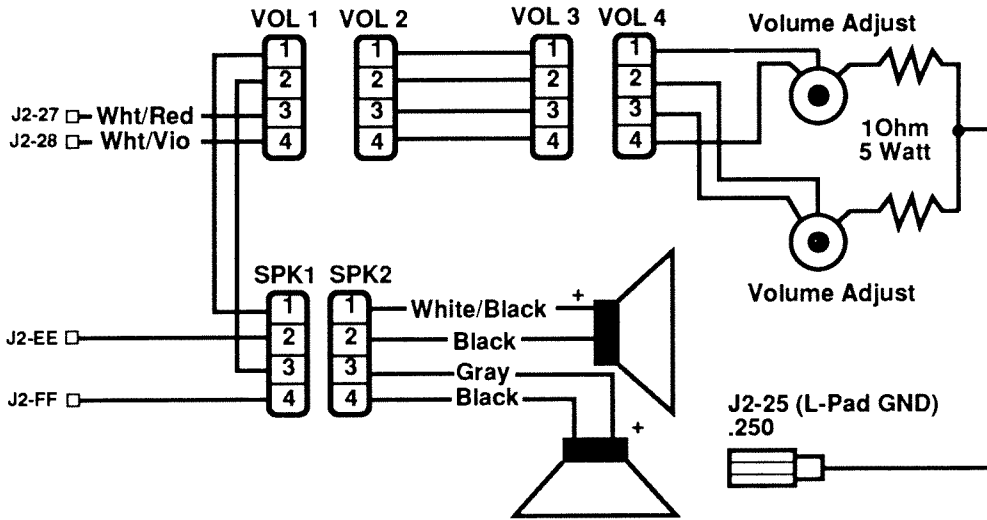 VOL 1 VOL 2 VOL 3 VOL 4 Volume Adjust
1 1 1 1
2 2 2 2
J2-27 Wht/Red 3 3 3 3
1Ohm
J2-28 Wht/Vio 4 4 4 4
5 Watt
Volume Adjust
SPK1 SPK2
1 1 White/Black +
J2-EE 2 2 Black
3 3 Gray
J2-FF 4 4 Black
+
J2-25 (L-Pad GND)
.250